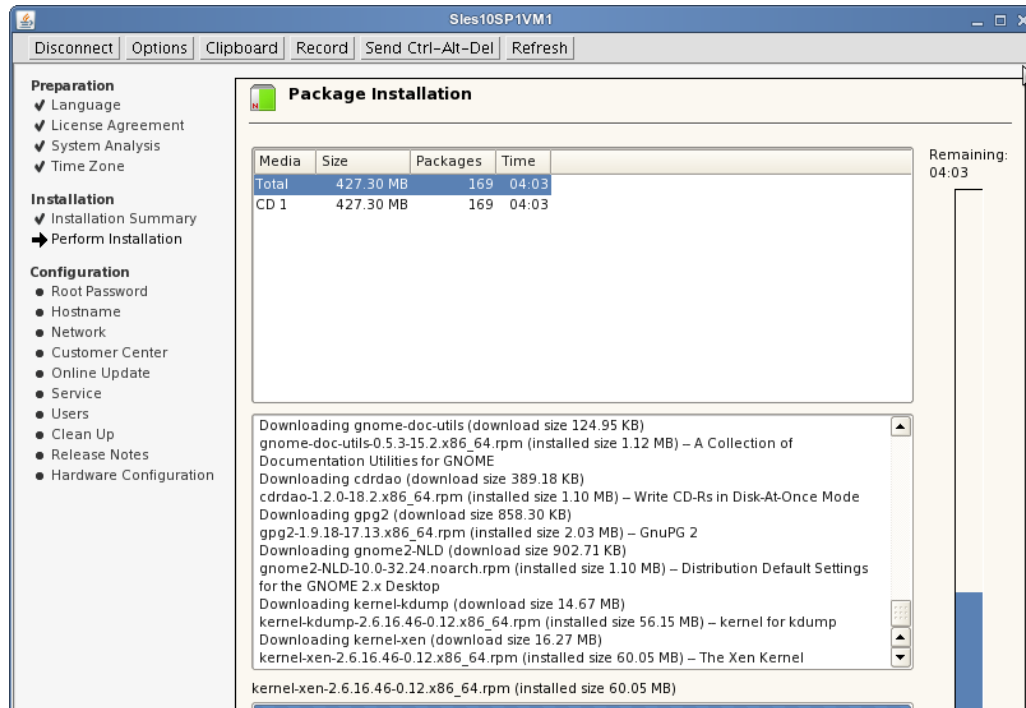 Sles10SP1VM1
Disconnect Options Clipboard Record Send Ctrl-Alt-Del Refresh
Preparation
Language
License Agreement
System Analysis
Time Zone
Installation
Installation Summary
Perform Installation
Configuration
Root Password
Hostname
Network
Customer Center
Online Update
Service
Users
Clean Up
Release Notes
Hardware Configuration
N
Package Installation
Media Size Packages Time
Total 427.30 MB 169 04:03
CD 1 427.30 MB 169 04:03
Remaining:
04:03
Downloading gnome-doc-utils (download size 124.95 KB)
gnome-doc-utils-0.5.3-15.2.x86_64.rpm (installed size 1.12 MB) – A Collection of
Documentation Utilities for GNOME
Downloading cdrdao (download size 389.18 KB)
cdrdao-1.2.0-18.2.x86_64.rpm (installed size 1.10 MB) – Write CD-Rs in Disk-At-Once Mode
Downloading gpg2 (download size 858.30 KB)
gpg2-1.9.18-17.13.x86_64.rpm (installed size 2.03 MB) – GnuPG 2
Downloading gnome2-NLD (download size 902.71 KB)
gnome2-NLD-10.0-32.24.noarch.rpm (installed size 1.10 MB) – Distribution Default Settings
for the GNOME 2.x Desktop
Downloading kernel-kdump (download size 14.67 MB)
kernel-kdump-2.6.16.46-0.12.x86_64.rpm (installed size 56.15 MB) – kernel for kdump
Downloading kernel-xen (download size 16.27 MB)
kernel-xen-2.6.16.46-0.12.x86_64.rpm (installed size 60.05 MB) – The Xen Kernel
kernel-xen-2.6.16.46-0.12.x86_64.rpm (installed size 60.05 MB)